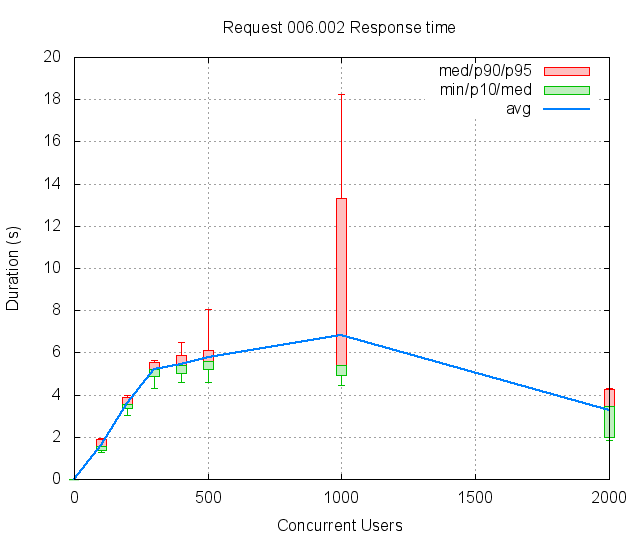 Request 006.002 Response time
20
18
16
14
12
10
8
6
4
2
0
med/p90/p95
min/p10/med
avg
Duration (s)
0 500 1000 1500 2000
Concurrent Users